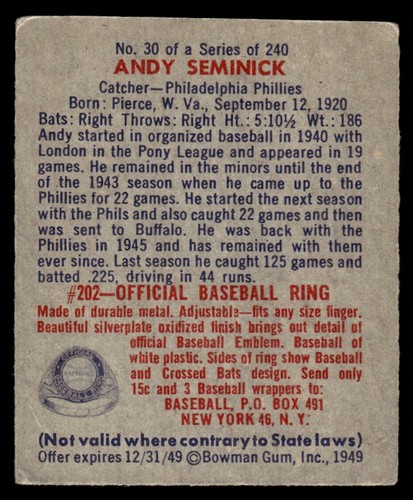 No. 30 of a Series of 240
ANDY SEMINICK
Catcher—Philadelphia Phillies
Born: Pierce, W. Va., September 12, 1920
Bats: Right Throws: Right Ht.: 5:10½ Wt.: 186
Andy started in organized baseball in 1940 with
London in the Pony League and appeared in 19
games. He remained in the minors until the end
of the 1943 season when he came up to the
Phillies for 22 games. He started the next season
with the Phils and also caught 22 games and then
was sent to Buffalo. He was back with the
Phillies in 1945 and has remained with them
ever since. Last season he caught 125 games and
batted .225, driving in 44 runs.
#202—OFFICIAL BASEBALL RING
Made of durable metal. Adjustable—fits any size finger.
Beautiful silverplate oxidized finish brings out detail of
official Baseball Emblem. Baseball of
white plastic. Sides of ring show Baseball
and Crossed Bats design. Send only
15c and 3 Baseball wrappers to:
BASEBALL, P.O. BOX 491
NEW YORK 46, N. Y.
OFFICIAL
BASEBALL RING
(Not valid where contrary to State laws)
Offer expires 12/31/49 ©Bowman Gum, Inc., 1949